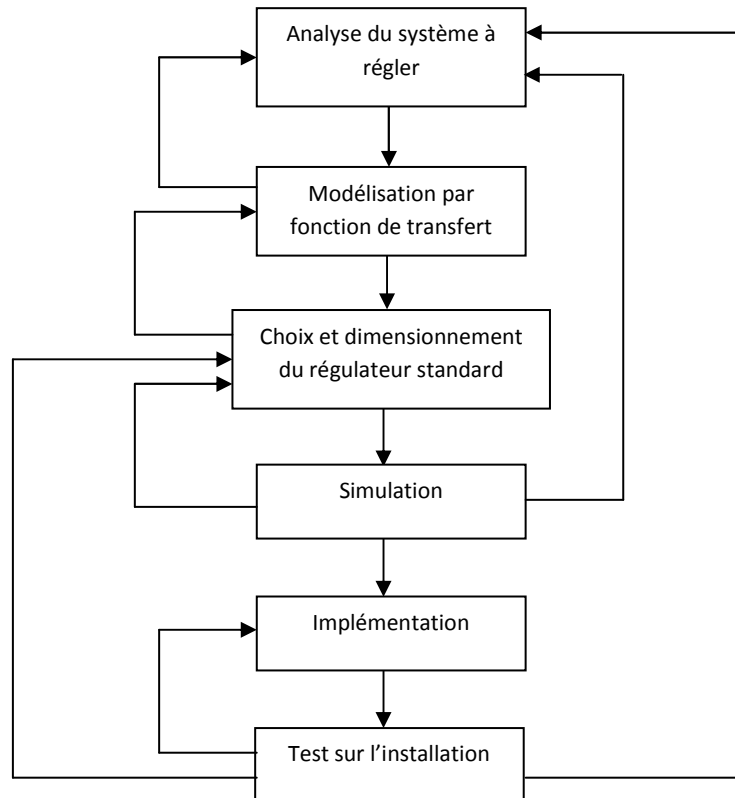 Analyse du système à
régler
Modélisation par
fonction de transfert
Choix et dimensionnement
du régulateur standard
Simulation
Implémentation
Test sur l’installation